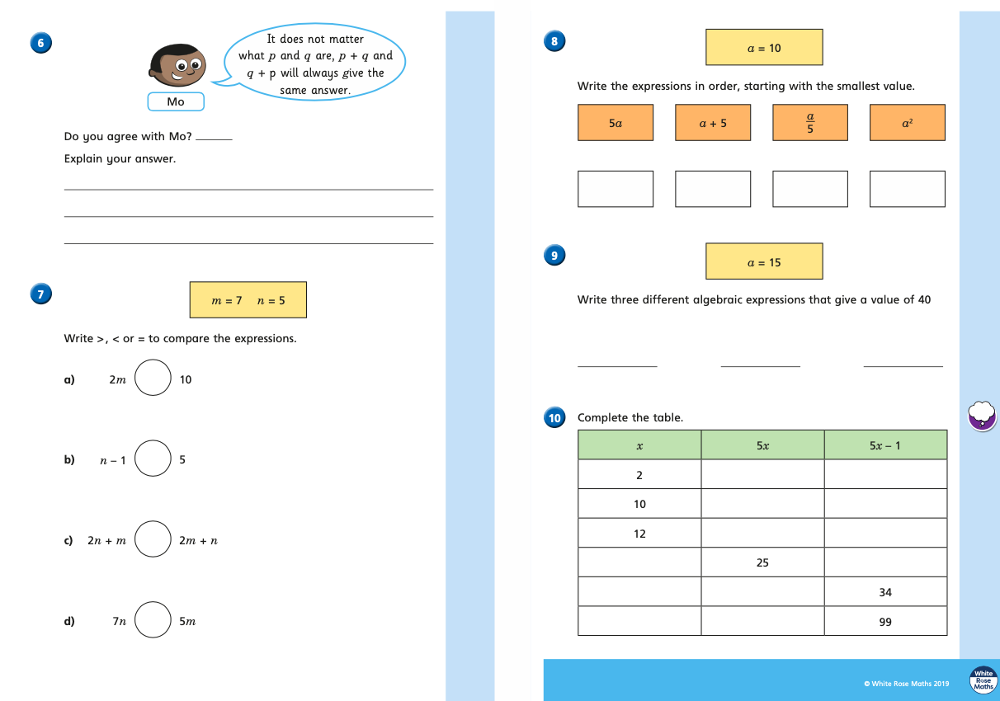 6
It does not matter
what p and q are, p + q and
q + p will always give the
same answer.
Mo
Do you agree with Mo? ______
Explain your answer.
7
m = 7 n = 5
Write >, < or = to compare the expressions.
a) 2m 10
b) n – 1 5
c) 2n + m 2m + n
d) 7n 5m
8
a = 10
Write the expressions in order, starting with the smallest value.
5a a + 5 a/5 a²
9
a = 15
Write three different algebraic expressions that give a value of 40
10 Complete the table.
x 5x 5x – 1
2
10
12
25
34
99
© White Rose Maths 2019
White
Rose
Maths